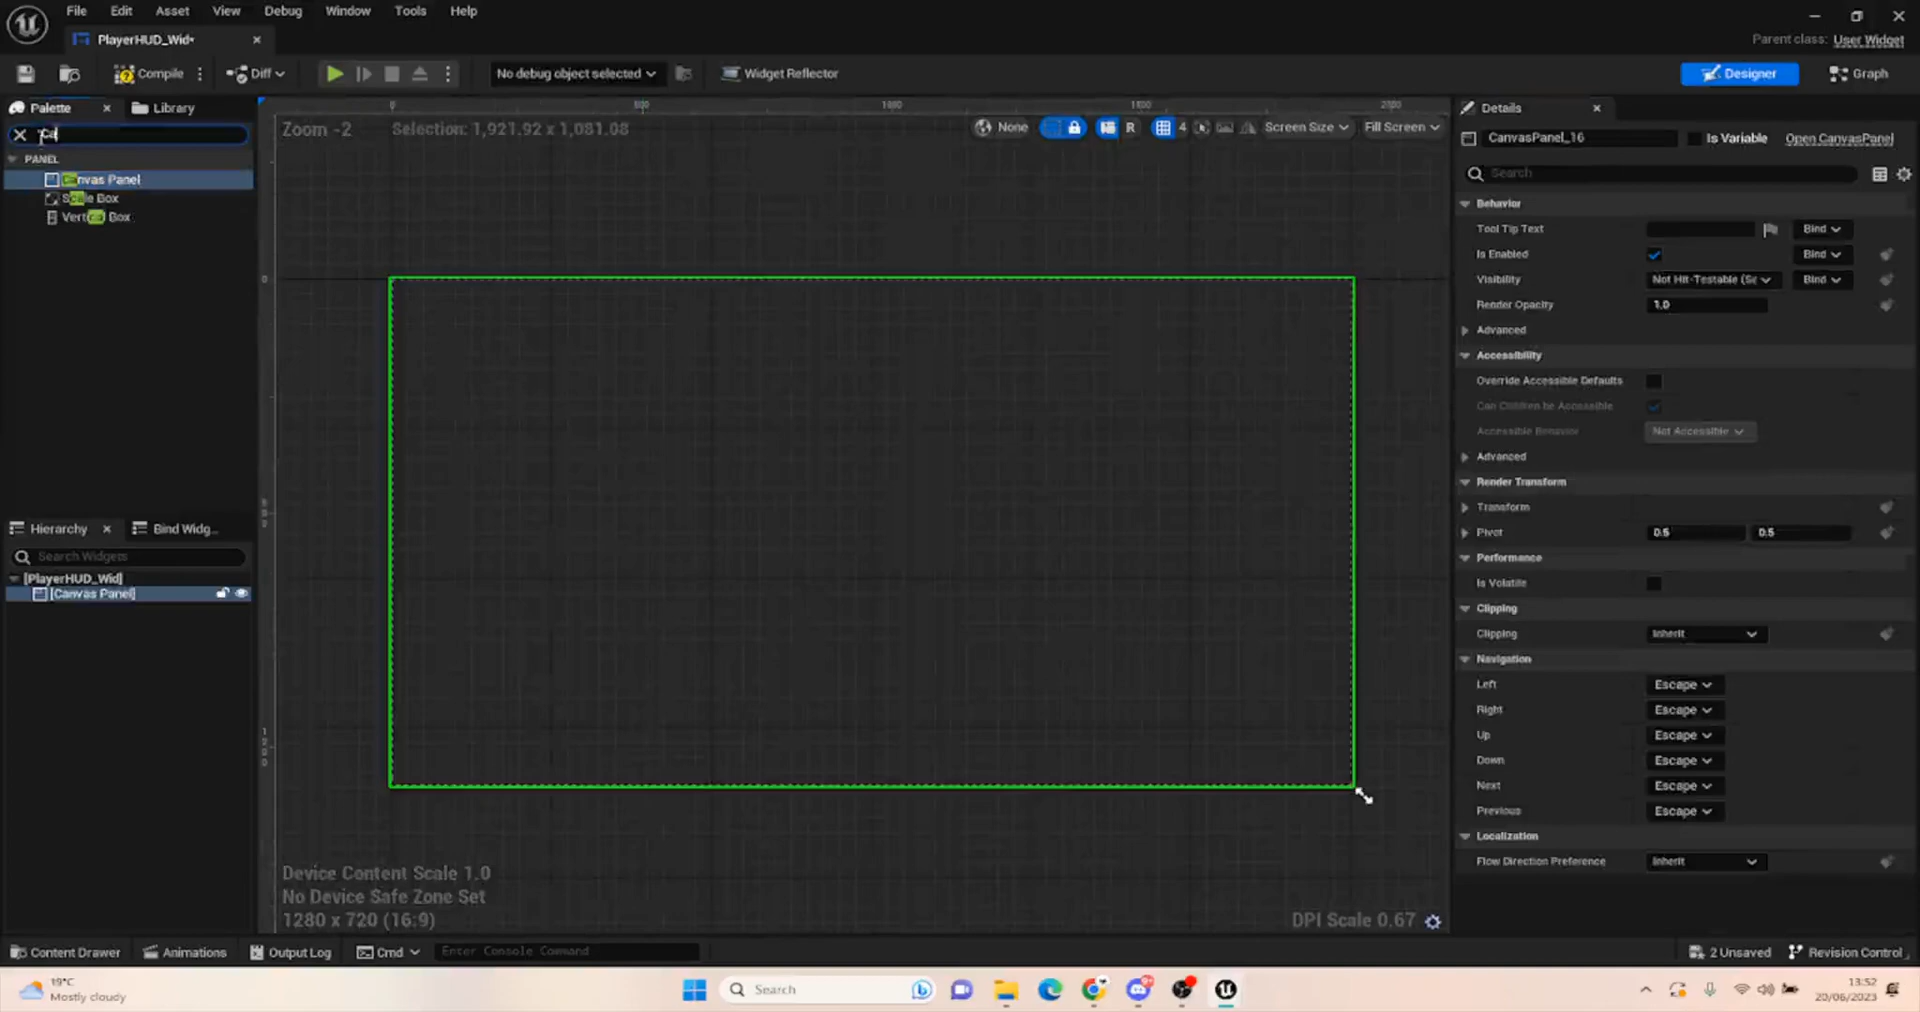 File Edit View Asset Debug Window Tools Help
PlayerHUD_Wid•
Parent class: User Widget
Compile Diff No debug object selected Widget Reflector Designer Graph
Palette Library
Ca
PANEL
Canvas Panel
Scale Box
Vertical Box
Hierarchy Bind Widg...
Search Widgets
[PlayerHUD_Wid]
[Canvas Panel]
0 500 1000 1500 2000
Zoom -2 Selection: 1,921.92 x 1,081.08
None R 4 Screen Size Fill Screen
0
Device Content Scale 1.0
No Device Safe Zone Set
1280 x 720 (16:9)
DPI Scale 0.67
Details
CanvasPanel_16 Is Variable Open CanvasPanel
Search
Behavior
Tool Tip Text Bind
Is Enabled Bind
Visibility Not Hit-Testable (Se Bind
Render Opacity 1.0
Advanced
Accessibility
Override Accessible Defaults
Can Children be Accessible
Accessible Behavior Not Accessible
Advanced
Render Transform
Transform
Pivot 0.5 0.5
Performance
Is Volatile
Clipping
Clipping Inherit
Navigation
Left Escape
Right Escape
Up Escape
Down Escape
Next Escape
Previous Escape
Localization
Flow Direction Preference Inherit
Content Drawer Animations Output Log Cmd Enter Console Command 2 Unsaved Revision Control
19°C
Mostly cloudy
Search
13:52
20/06/2023